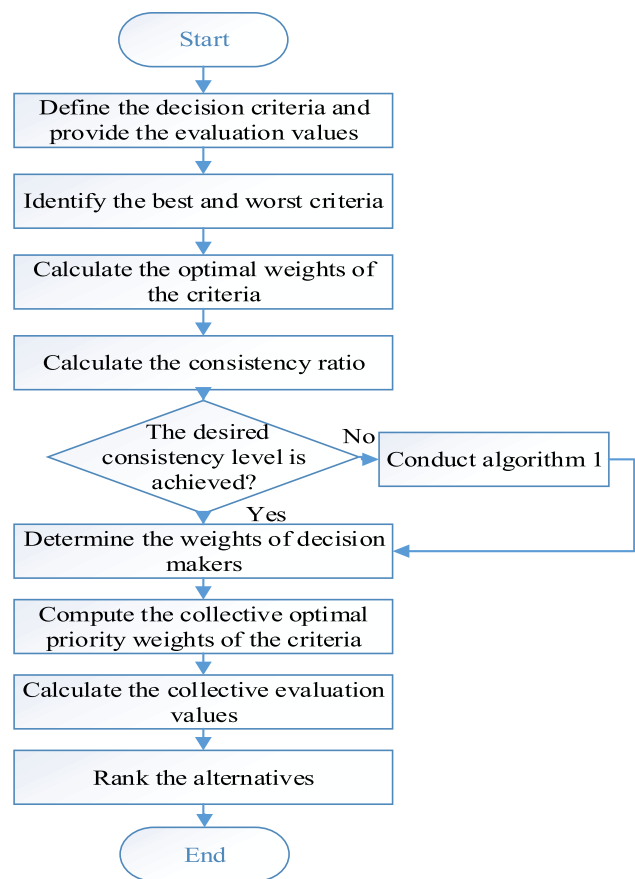 Start
Define the decision criteria and
provide the evaluation values
Identify the best and worst criteria
Calculate the optimal weights of
the criteria
Calculate the consistency ratio
The desired
consistency level is
achieved?
No
Conduct algorithm 1
Yes
Determine the weights of decision
makers
Compute the collective optimal
priority weights of the criteria
Calculate the collective evaluation
values
Rank the alternatives
End